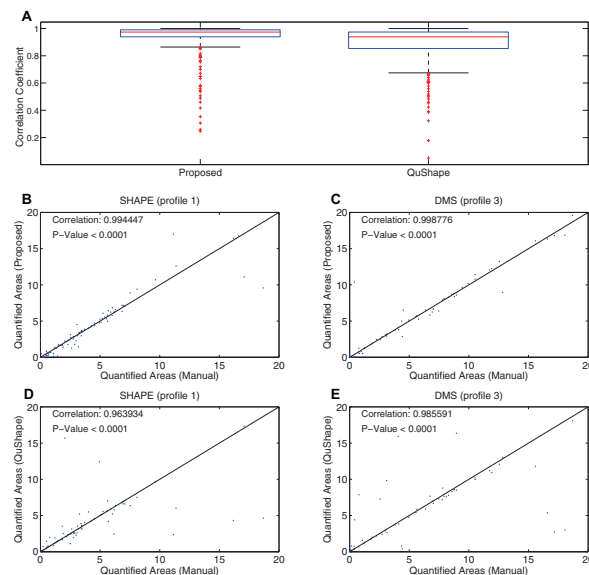 A
1
0.8
0.6
0.4
0.2
Correlation Coefficient
Proposed
QuShape
B
SHAPE (profile 1)
20
15
10
5
0
Correlation: 0.994447
P-Value < 0.0001
Quantified Areas (Proposed)
0 5 10 15 20
Quantified Areas (Manual)
C
DMS (profile 3)
20
15
10
5
0
Correlation: 0.998776
P-Value < 0.0001
Quantified Areas (Proposed)
0 5 10 15 20
Quantified Areas (Manual)
D
SHAPE (profile 1)
20
15
10
5
0
Correlation: 0.963934
P-Value < 0.0001
Quantified Areas (QuShape)
0 5 10 15 20
Quantified Areas (Manual)
E
DMS (profile 3)
20
15
10
5
0
Correlation: 0.985591
P-Value < 0.0001
Quantified Areas (QuShape)
0 5 10 15 20
Quantified Areas (Manual)